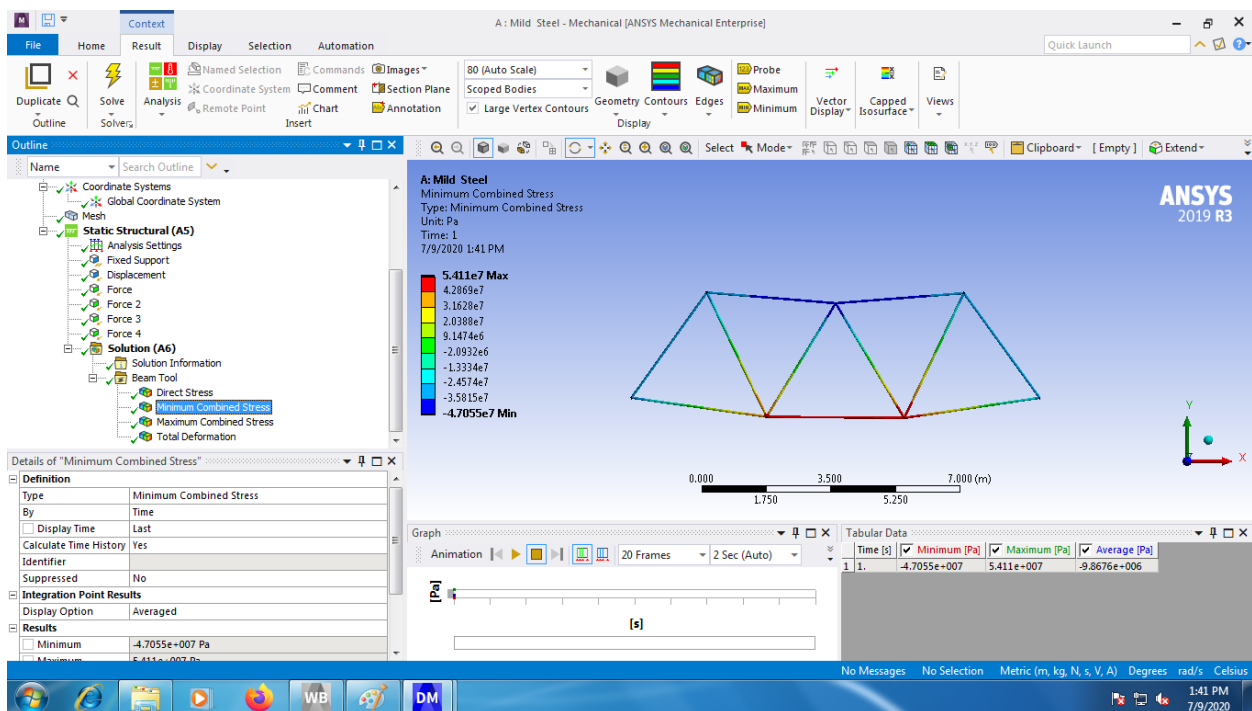 M
Context
A : Mild Steel - Mechanical [ANSYS Mechanical Enterprise]
File Home Result Display Selection Automation
Quick Launch
Duplicate Q
Outline
Solve
Solver
Analysis
Named Selection
Coordinate System
Remote Point
Commands
Comment
Chart
Images
Section Plane
Annotation
Insert
80 (Auto Scale)
Scoped Bodies
Large Vertex Contours
Geometry Contours Edges
Probe
Maximum
Minimum
Display
Vector Display
Capped Isosurface
Views
Outline
Name
Search Outline
Coordinate Systems
Global Coordinate System
Mesh
Static Structural (A5)
Analysis Settings
Fixed Support
Displacement
Force
Force 2
Force 3
Force 4
Solution (A6)
Solution Information
Beam Tool
Direct Stress
Minimum Combined Stress
Maximum Combined Stress
Total Deformation
Select Mode
Clipboard [ Empty ] Extend
A: Mild Steel
Minimum Combined Stress
Type: Minimum Combined Stress
Unit: Pa
Time: 1
7/9/2020 1:41 PM
5.411e7 Max
4.2869e7
3.1628e7
2.0388e7
9.1474e6
-2.0932e6
-1.3334e7
-2.4574e7
-3.5815e7
-4.7055e7 Min
ANSYS
2019 R3
Y
X
0.000 3.500 7.000 (m)
1.750 5.250
Details of "Minimum Combined Stress"
Definition
Type Minimum Combined Stress
By Time
Display Time Last
Calculate Time History Yes
Identifier
Suppressed No
Integration Point Results
Display Option Averaged
Results
Minimum -4.7055e+007 Pa
Maximum 5.411e+007 Pa
Graph
Animation 20 Frames 2 Sec (Auto)
[Pa]
[s]
Tabular Data
Time [s] Minimum [Pa] Maximum [Pa] Average [Pa]
1 1. -4.7055e+007 5.411e+007 -9.8676e+006
No Messages No Selection Metric (m, kg, N, s, V, A) Degrees rad/s Celsius
WB
DM
1:41 PM
7/9/2020